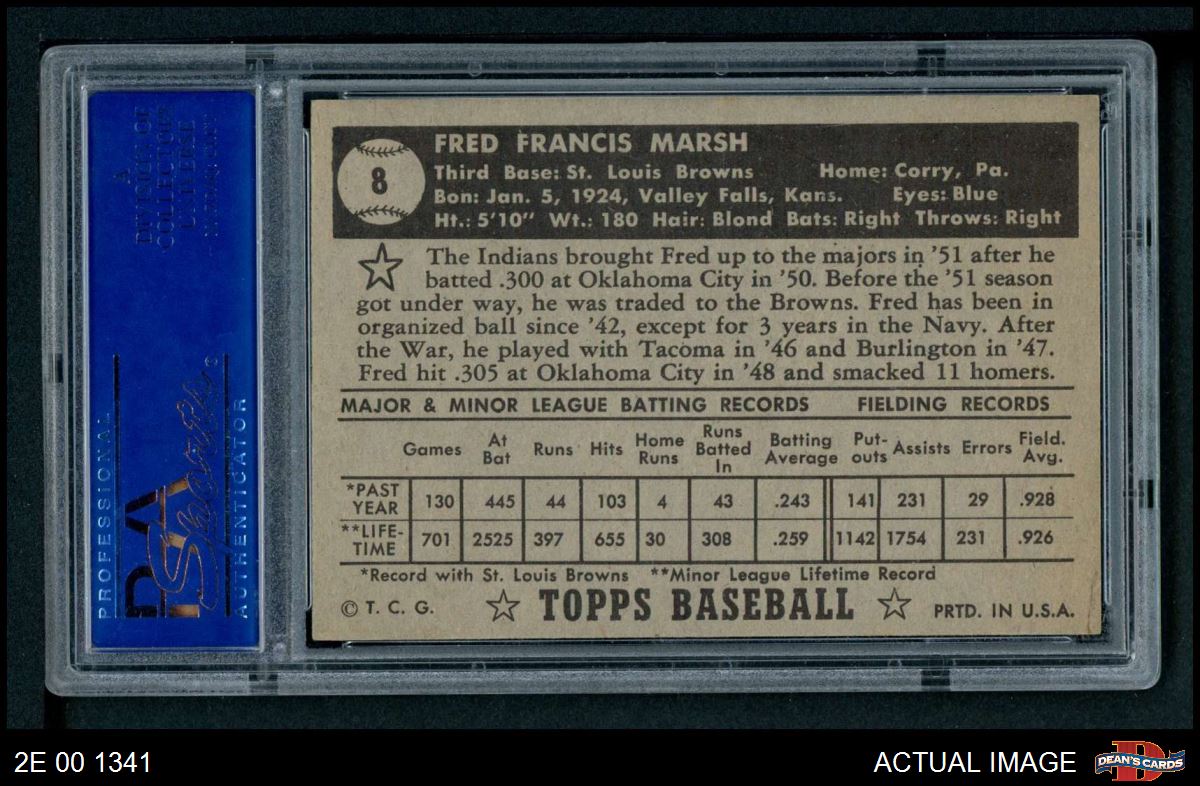 A
DIVISION OF
COLLECTORS
UNIVERSE
PROFESSIONAL
PSA
Sports
AUTHENTICATOR
8
FRED FRANCIS MARSH
Third Base: St. Louis Browns Home: Corry, Pa.
Bon: Jan. 5, 1924, Valley Falls, Kans. Eyes: Blue
Ht.: 5'10" Wt.: 180 Hair: Blond Bats: Right Throws: Right
The Indians brought Fred up to the majors in '51 after he
batted .300 at Oklahoma City in '50. Before the '51 season
got under way, he was traded to the Browns. Fred has been in
organized ball since '42, except for 3 years in the Navy. After
the War, he played with Tacoma in '46 and Burlington in '47.
Fred hit .305 at Oklahoma City in '48 and smacked 11 homers.
MAJOR & MINOR LEAGUE BATTING RECORDS FIELDING RECORDS
Games At Bat Runs Hits Home Runs Runs Batted In Batting Average Put-outs Assists Errors Field. Avg.
*PAST YEAR 130 445 44 103 4 43 .243 141 231 29 .928
**LIFE-TIME 701 2525 397 655 30 308 .259 1142 1754 231 .926
*Record with St. Louis Browns **Minor League Lifetime Record
© T. C. G. TOPPS BASEBALL PRTD. IN U.S.A.
2E 00 1341 ACTUAL IMAGE
DEAN'S CARDS